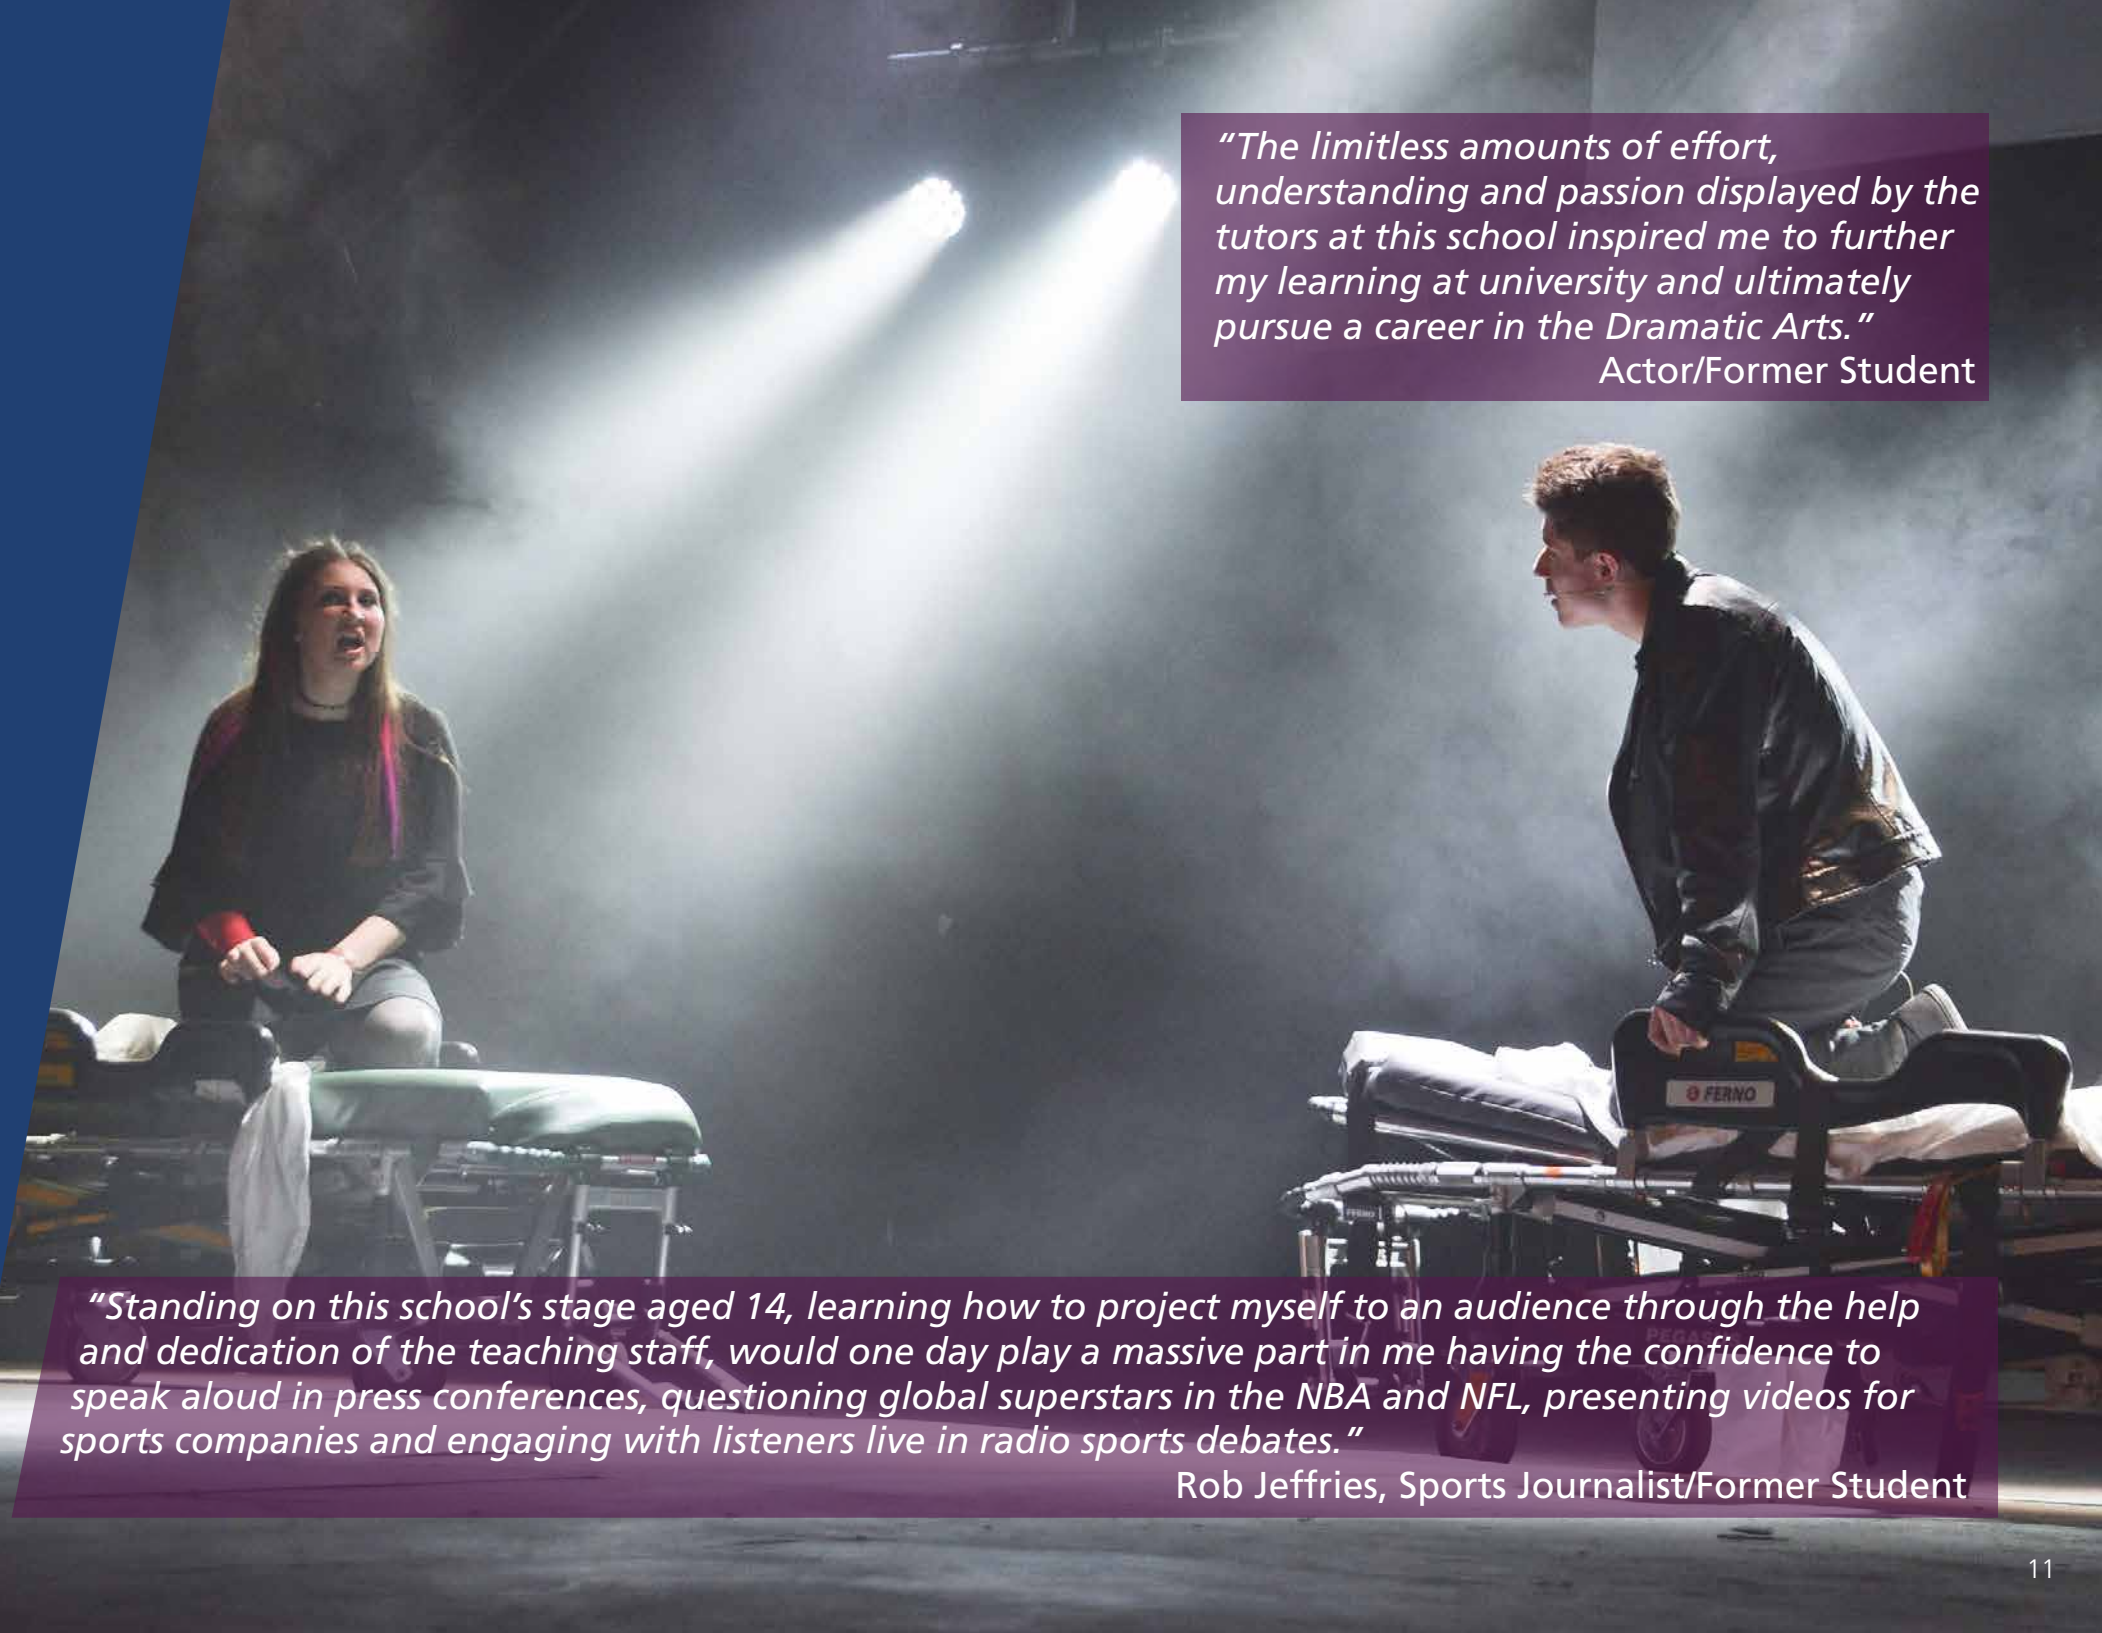 “The limitless amounts of effort,
understanding and passion displayed by the
tutors at this school inspired me to further
my learning at university and ultimately
pursue a career in the Dramatic Arts.”
Actor/Former Student
FERNO
FERNO
“Standing on this school’s stage aged 14, learning how to project myself to an audience through the help
and dedication of the teaching staff, would one day play a massive part in me having the confidence to
speak aloud in press conferences, questioning global superstars in the NBA and NFL, presenting videos for
sports companies and engaging with listeners live in radio sports debates.”
Rob Jeffries, Sports Journalist/Former Student
PEGASUS
11